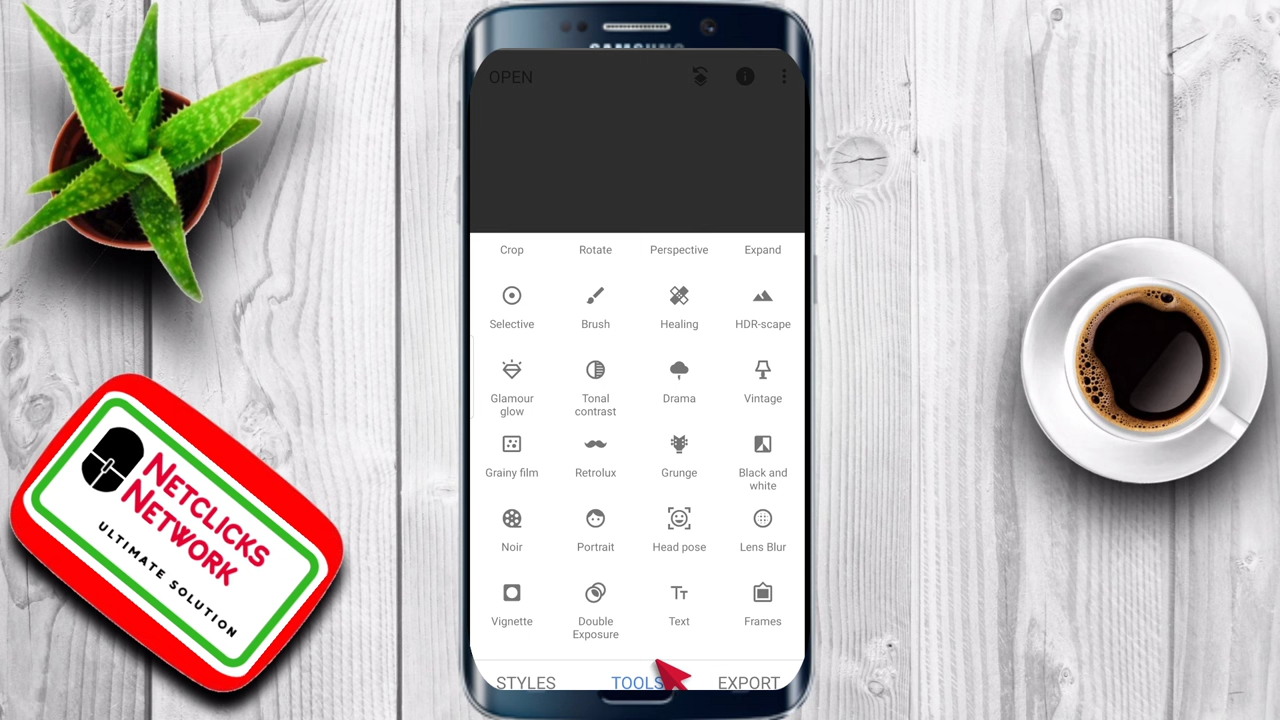 SAMSUNG
OPEN
Crop Rotate Perspective Expand
Selective Brush Healing HDR-scape
Glamour glow Tonal contrast Drama Vintage
Grainy film Retrolux Grunge Black and white
Noir Portrait Head pose Lens Blur
Vignette Double Exposure Text Frames
STYLES TOOLS EXPORT
NETCLICKS
NETWORK
ULTIMATE SOLUTION